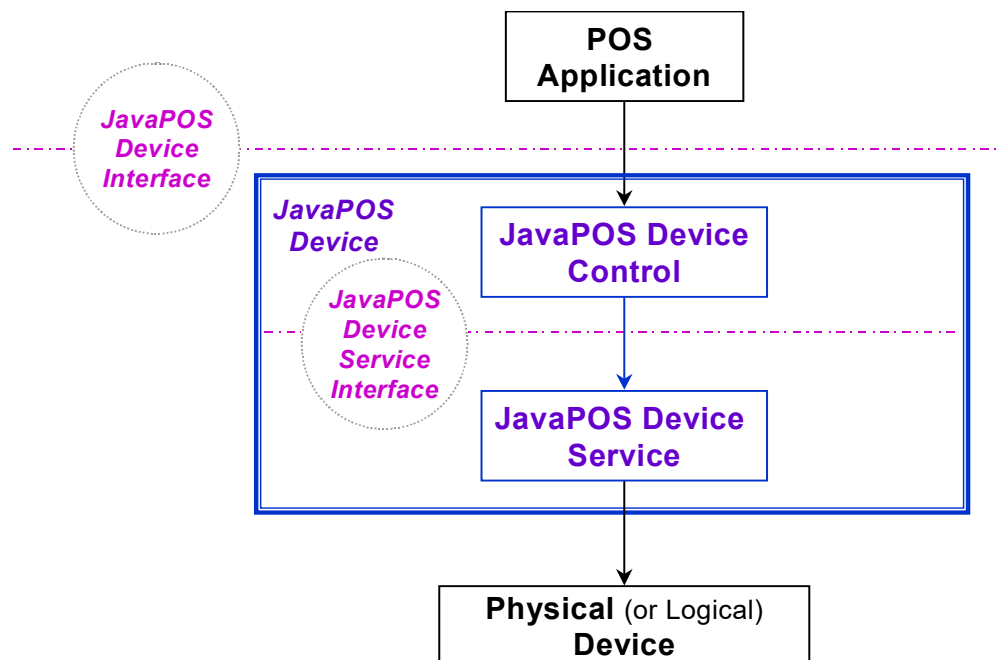 POS
Application
JavaPOS
Device
Interface
JavaPOS
Device
JavaPOS Device
Control
JavaPOS
Device
Service
Interface
JavaPOS Device
Service
Physical (or Logical)
Device